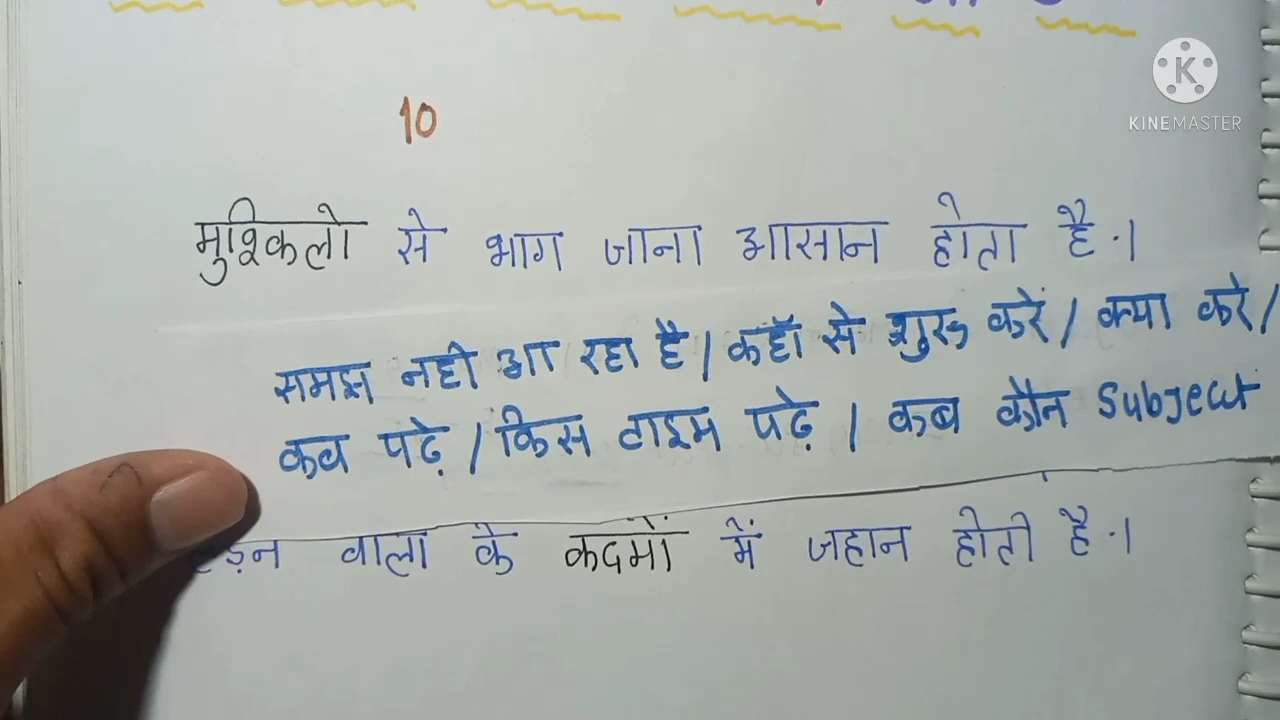 KINEMASTER
10
मुश्किलो से भाग जाना आसान होता है.।
समझ नही आ रहा है / कहाँ से शुरू करें / क्या करे /
कब पढ़े / किस टाइम पढ़े / कब कौन Subject
वालो के कदमों में जहान होती है.।